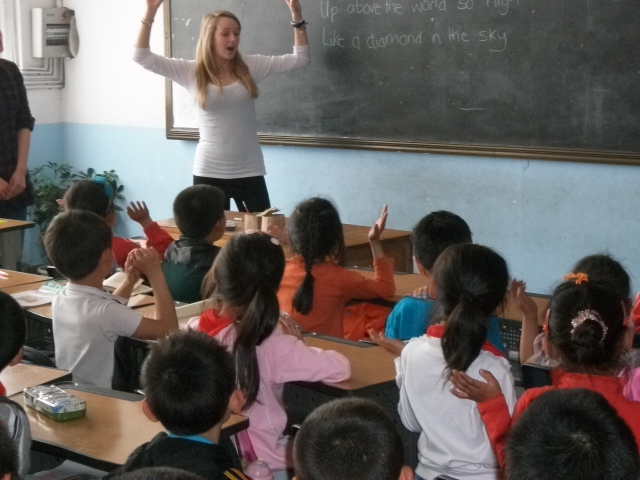 Up above the world so high
Like a diamond in the sky